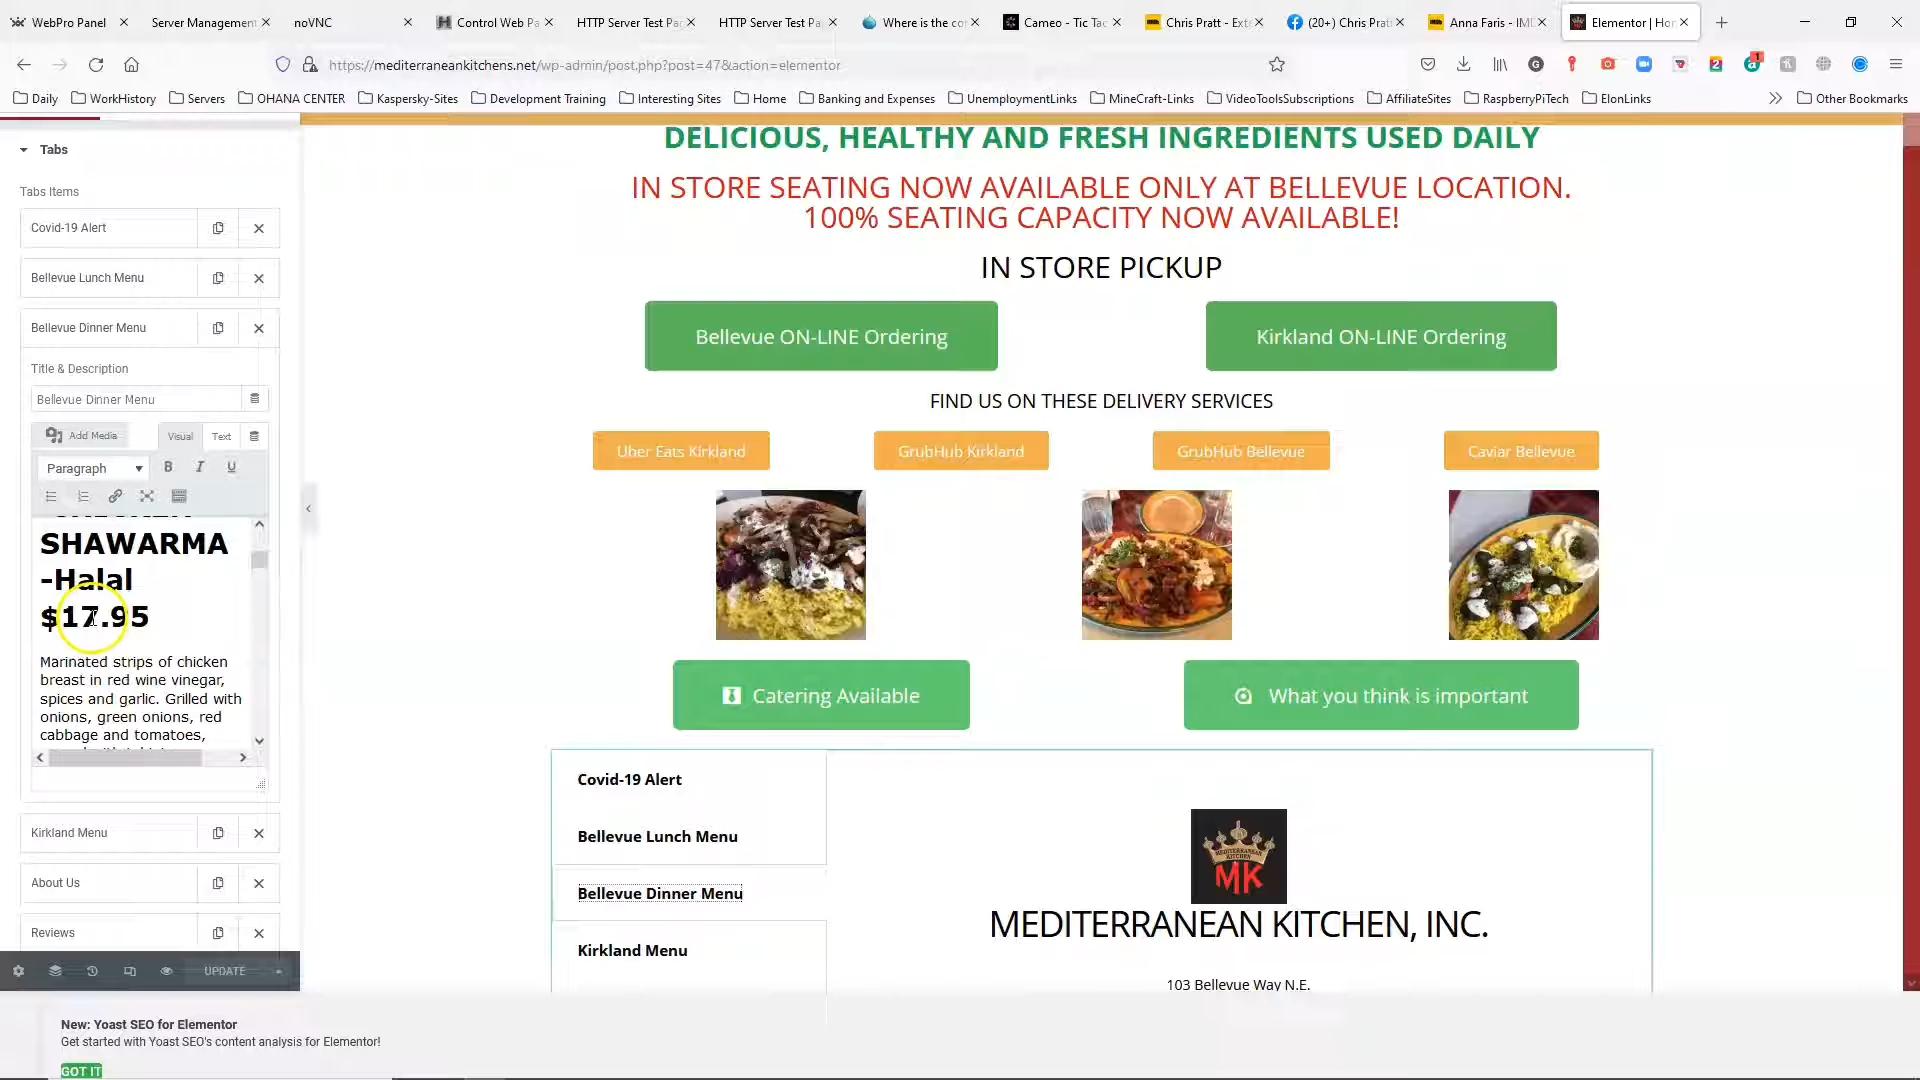 WebPro Panel
Server Management
noVNC
Control Web Pa
HTTP Server Test Pag
HTTP Server Test Pa
Where is the co
Cameo - Tic Tac
Chris Pratt - Ext
(20+) Chris Prat
Anna Faris - IMD
Elementor | Hon
https://mediterraneankitchens.net/wp-admin/post.php?post=47&action=elementor
Daily
WorkHistory
Servers
OHANA CENTER
Kaspersky-Sites
Development Training
Interesting Sites
Home
Banking and Expenses
UnemploymentLinks
MineCraft-Links
VideoToolsSubscriptions
AffiliateSites
RaspberryPiTech
ElonLinks
Other Bookmarks
Tabs
Tabs Items
Covid-19 Alert
Bellevue Lunch Menu
Bellevue Dinner Menu
Title & Description
Bellevue Dinner Menu
Add Media
Visual
Text
Paragraph
B I U
SHAWARMA
-Halal
$17.95
Marinated strips of chicken
breast in red wine vinegar,
spices and garlic. Grilled with
onions, green onions, red
cabbage and tomatoes,
Kirkland Menu
About Us
Reviews
UPDATE
New: Yoast SEO for Elementor
Get started with Yoast SEO's content analysis for Elementor!
GOT IT
DELICIOUS, HEALTHY AND FRESH INGREDIENTS USED DAILY
IN STORE SEATING NOW AVAILABLE ONLY AT BELLEVUE LOCATION.
100% SEATING CAPACITY NOW AVAILABLE!
IN STORE PICKUP
Bellevue ON-LINE Ordering
Kirkland ON-LINE Ordering
FIND US ON THESE DELIVERY SERVICES
Uber Eats Kirkland
GrubHub Kirkland
GrubHub Bellevue
Caviar Bellevue
Catering Available
What you think is important
Covid-19 Alert
Bellevue Lunch Menu
Bellevue Dinner Menu
Kirkland Menu
MEDITERRANEAN
KITCHEN
MK
MEDITERRANEAN KITCHEN, INC.
103 Bellevue Way N.E.